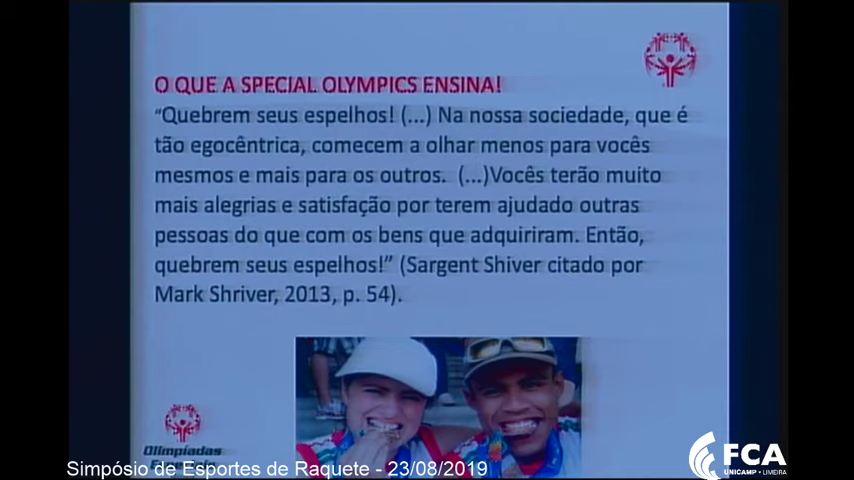 O QUE A SPECIAL OLYMPICS ENSINA!
“Quebrem seus espelhos! (...) Na nossa sociedade, que é
tão egocêntrica, comecem a olhar menos para vocês
mesmos e mais para os outros. (...)Vocês terão muito
mais alegrias e satisfação por terem ajudado outras
pessoas do que com os bens que adquiriram. Então,
quebrem seus espelhos!” (Sargent Shiver citado por
Mark Shriver, 2013, p. 54).
Olimpíadas
Simpósio de Esportes de Raquete - 23/08/2019
FCA
UNICAMP • LIMEIRA